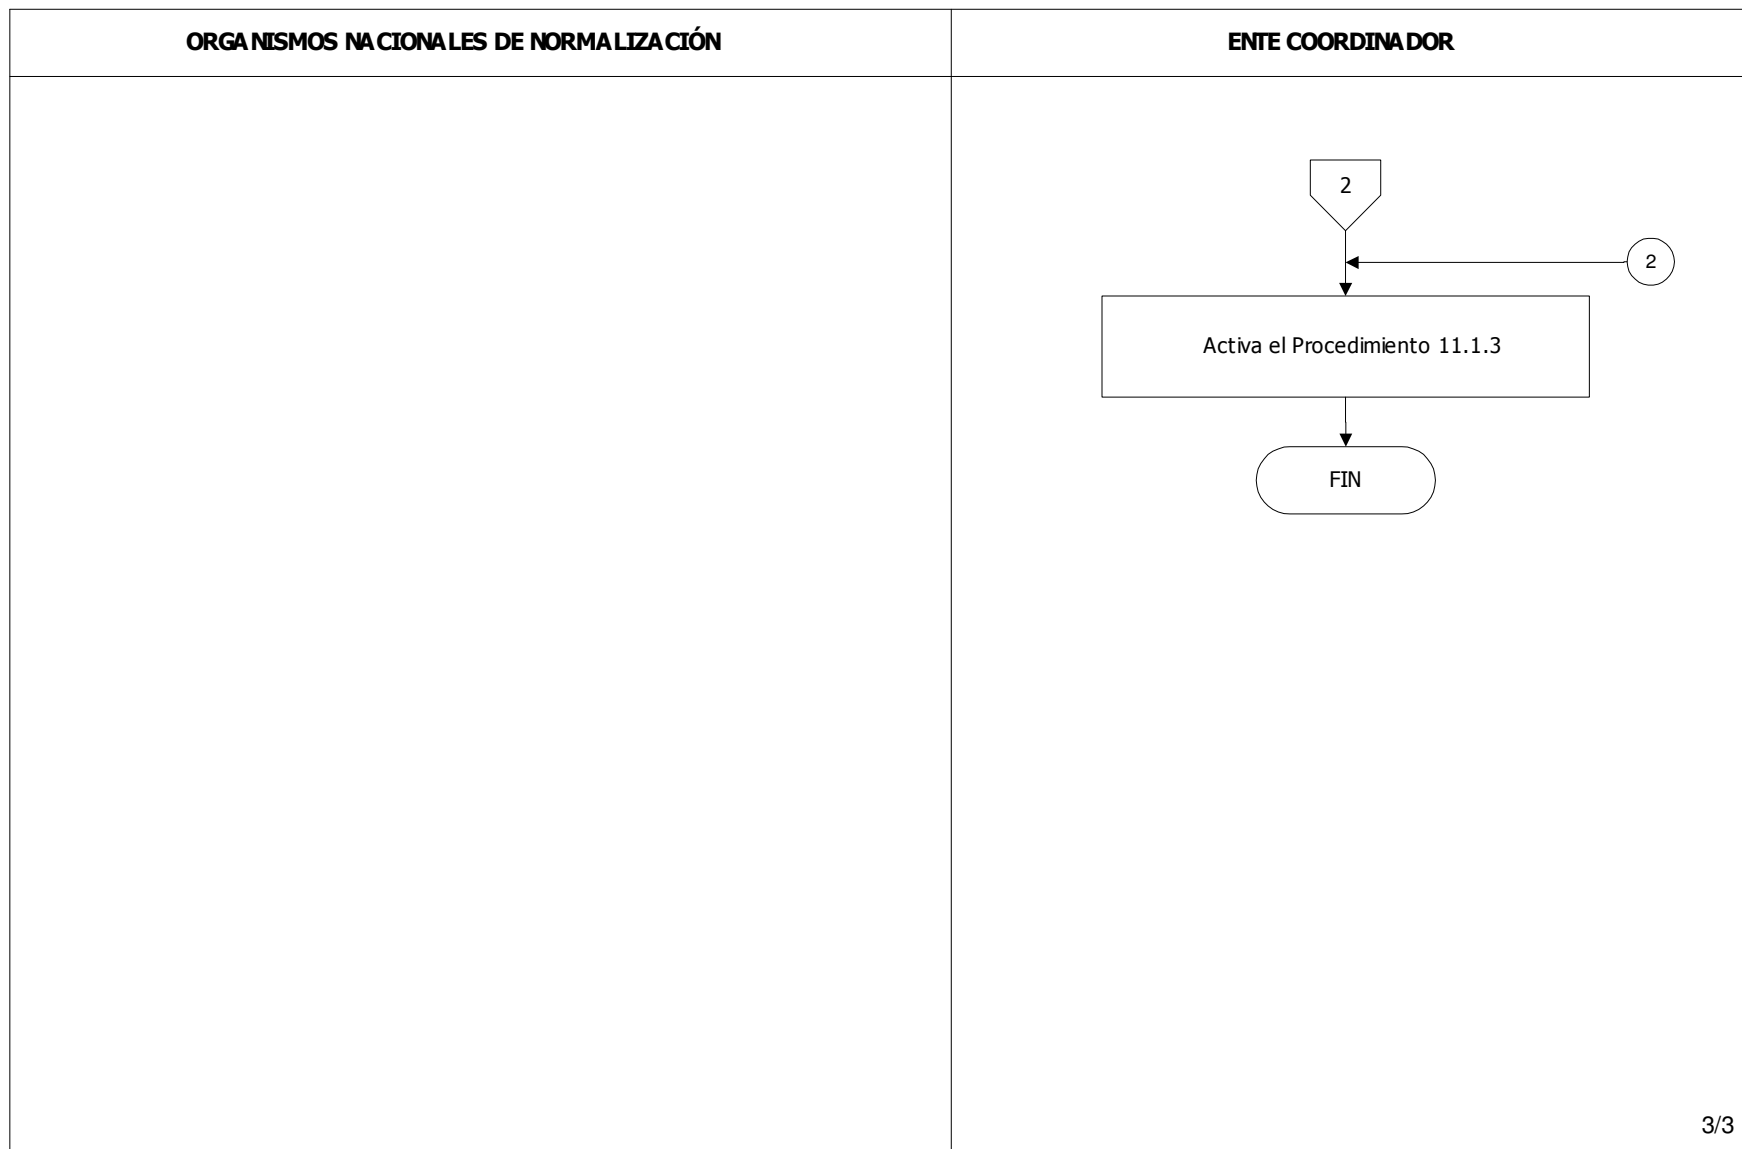 ORGANISMOS NACIONALES DE NORMALIZACIÓN
ENTE COORDINADOR
2
2
Activa el Procedimiento 11.1.3
FIN
3/3